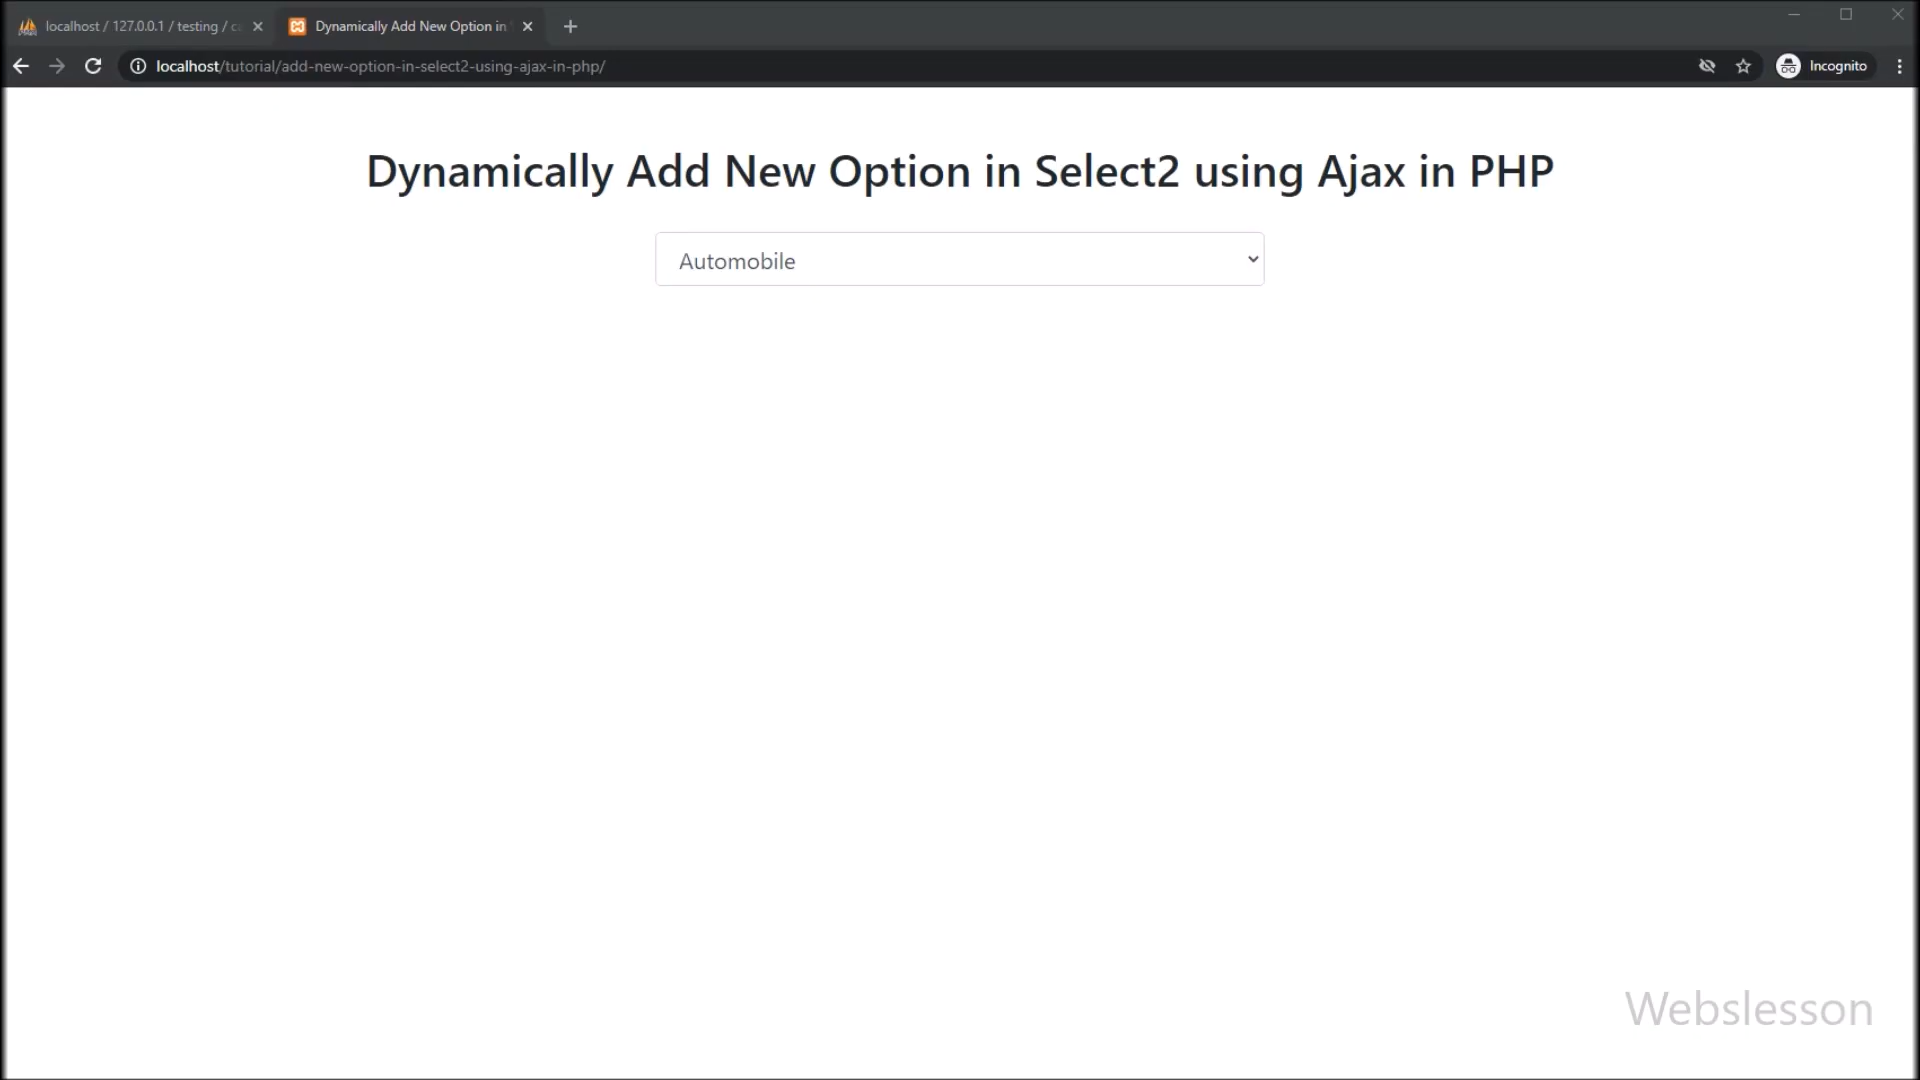 localhost / 127.0.0.1 / testing /
Dynamically Add New Option in
localhost/tutorial/add-new-option-in-select2-using-ajax-in-php/
Incognito
Dynamically Add New Option in Select2 using Ajax in PHP
Automobile
Webslesson